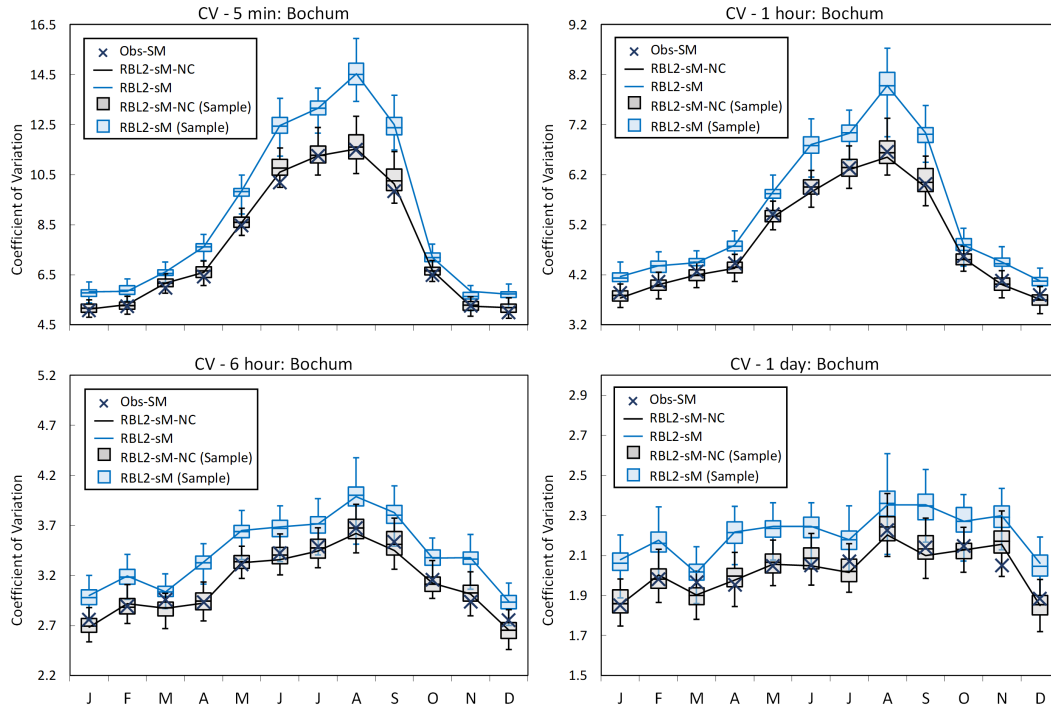 CV - 5 min: Bochum
16.5
14.5
12.5
10.5
8.5
6.5
4.5
Coefficient of Variation
Obs-SM
RBL2-sM-NC
RBL2-sM
RBL2-sM-NC (Sample)
RBL2-sM (Sample)
CV - 1 hour: Bochum
9.2
8.2
7.2
6.2
5.2
4.2
3.2
Coefficient of Variation
Obs-SM
RBL2-sM-NC
RBL2-sM
RBL2-sM-NC (Sample)
RBL2-sM (Sample)
CV - 6 hour: Bochum
5.2
4.7
4.2
3.7
3.2
2.7
2.2
Coefficient of Variation
Obs-SM
RBL2-sM-NC
RBL2-sM
RBL2-sM-NC (Sample)
RBL2-sM (Sample)
J F M A M J J A S O N D
CV - 1 day: Bochum
2.9
2.7
2.5
2.3
2.1
1.9
1.7
1.5
Coefficient of Variation
Obs-SM
RBL2-sM-NC
RBL2-sM
RBL2-sM-NC (Sample)
RBL2-sM (Sample)
J F M A M J J A S O N D